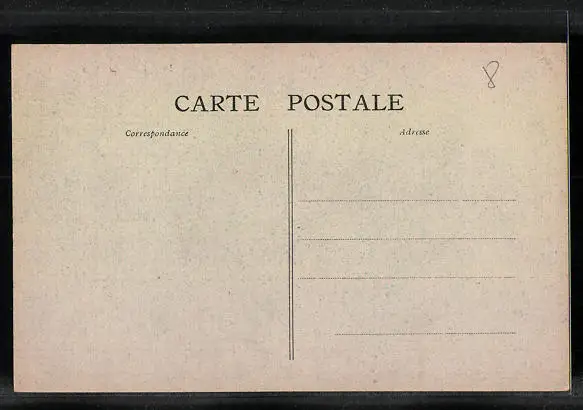 8
CARTE POSTALE
Correspondance
Adresse